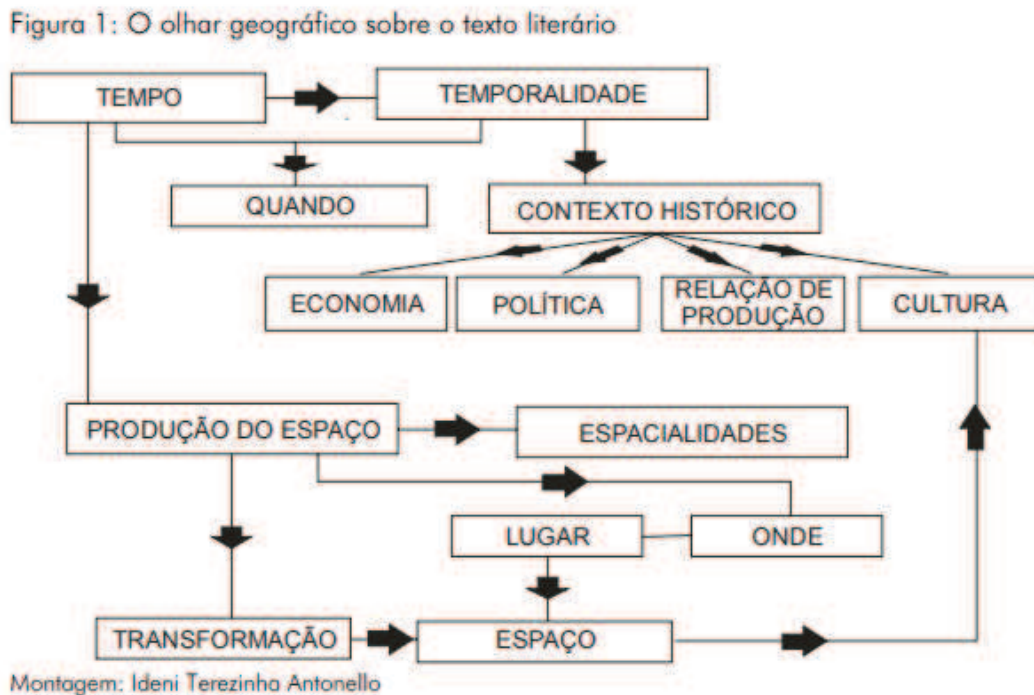 Figura 1: O olhar geográfico sobre o texto literário
TEMPO
TEMPORALIDADE
QUANDO
CONTEXTO HISTÓRICO
ECONOMIA
POLÍTICA
RELAÇÃO DE
PRODUÇÃO
CULTURA
PRODUÇÃO DO ESPAÇO
ESPACIALIDADES
LUGAR
ONDE
TRANSFORMAÇÃO
ESPAÇO
Montagem: Ideni Terezinha Antonello